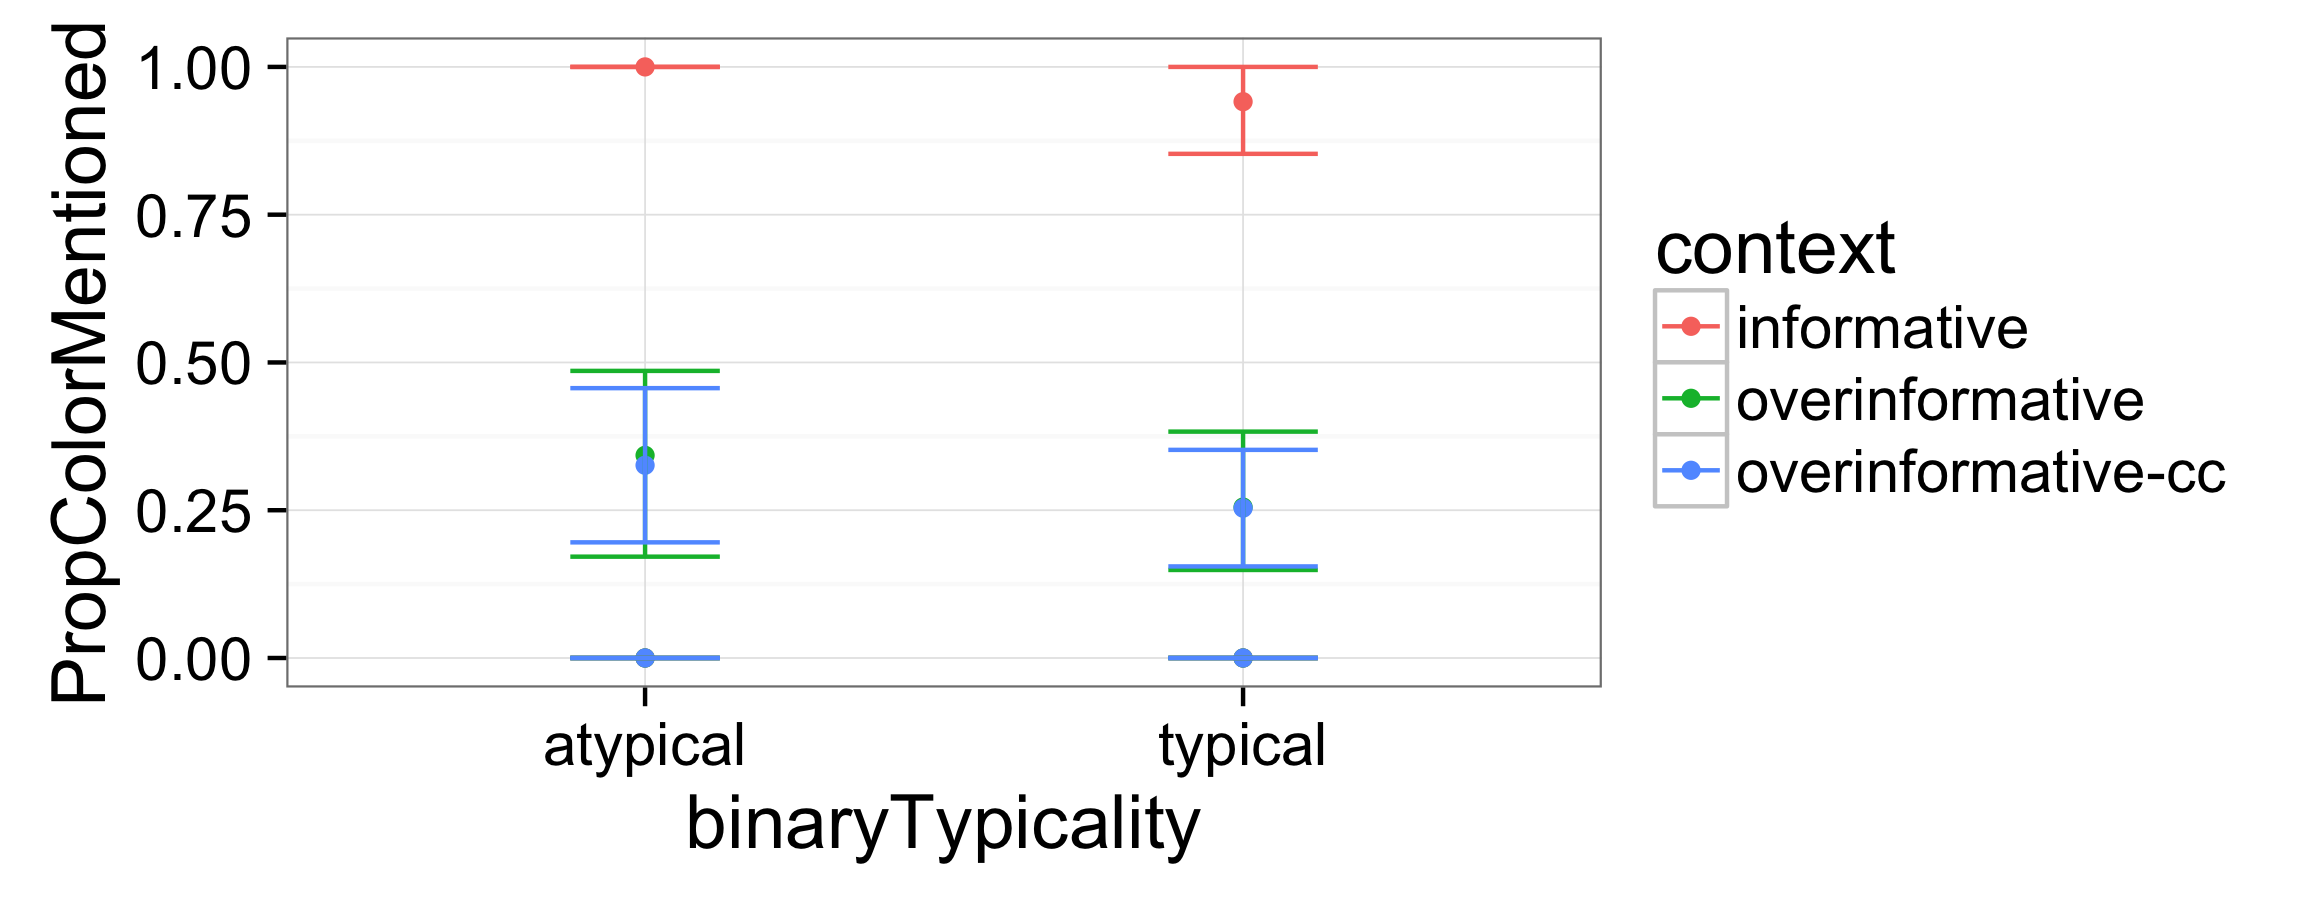 PropColorMentioned
1.00
0.75
0.50
0.25
0.00
atypical typical
binaryTypicality
context
informative
overinformative
overinformative-cc